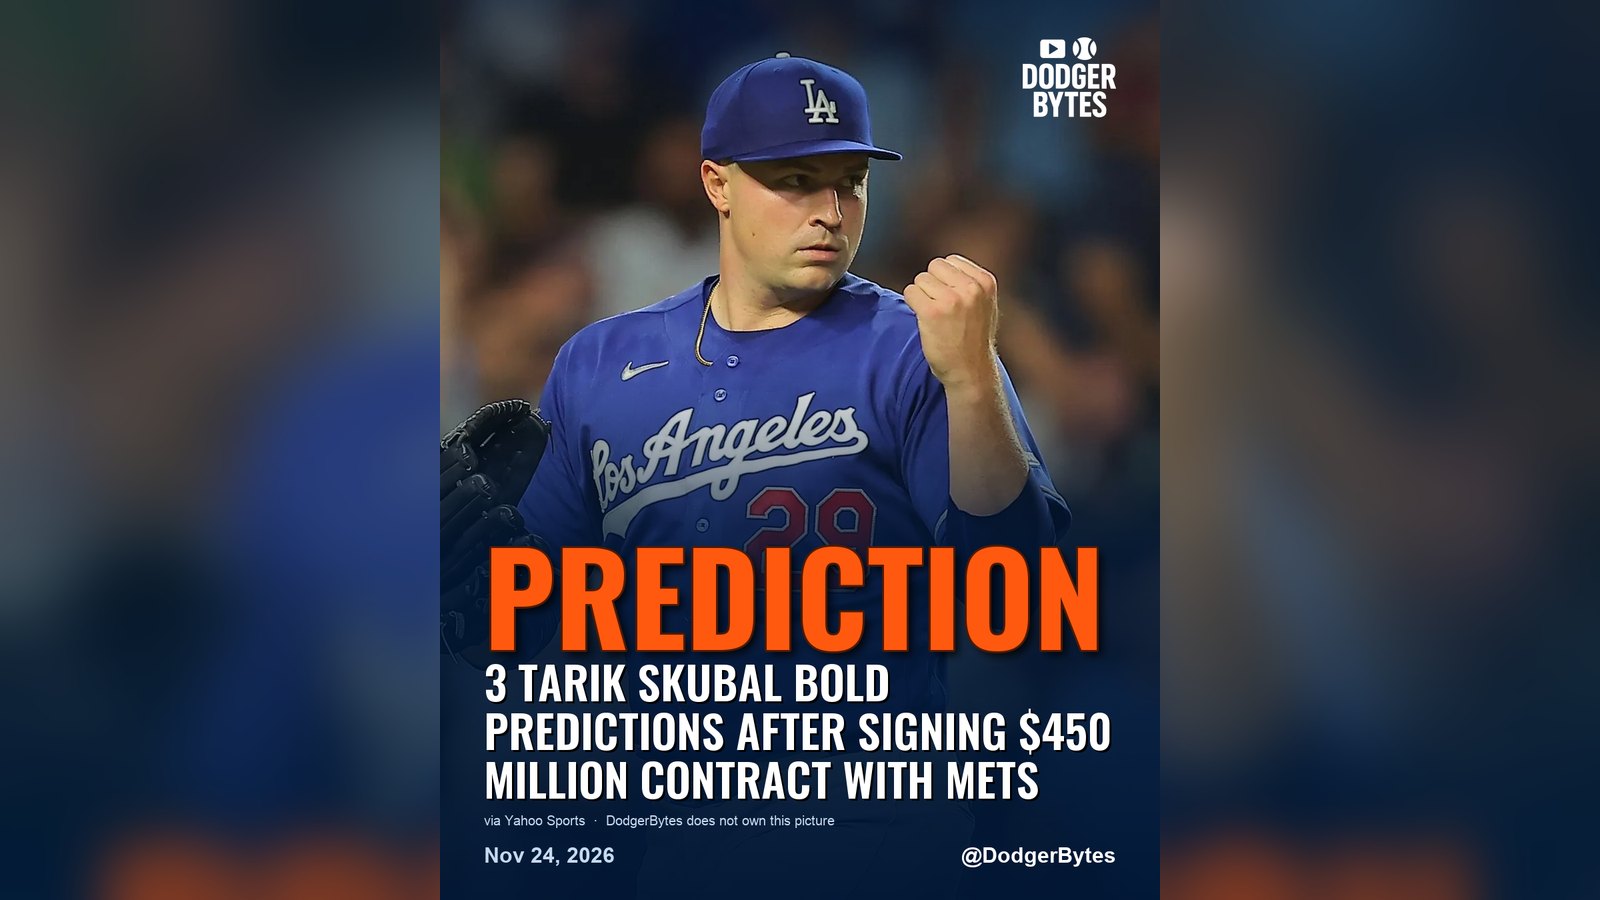 DODGER
BYTES
LA
Los Angeles
29
PREDICTION
3 TARIK SKUBAL BOLD
PREDICTIONS AFTER SIGNING $450
MILLION CONTRACT WITH METS
via Yahoo Sports · DodgerBytes does not own this picture
Nov 24, 2026
@DodgerBytes